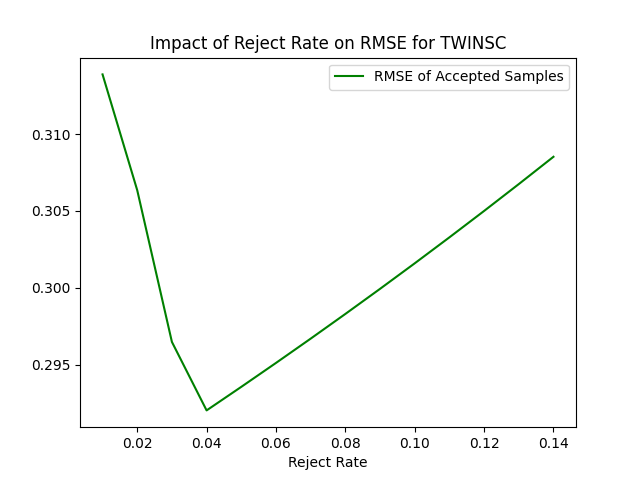 Impact of Reject Rate on RMSE for TWINSC
RMSE of Accepted Samples
0.310
0.305
0.300
0.295
0.02 0.04 0.06 0.08 0.10 0.12 0.14
Reject Rate